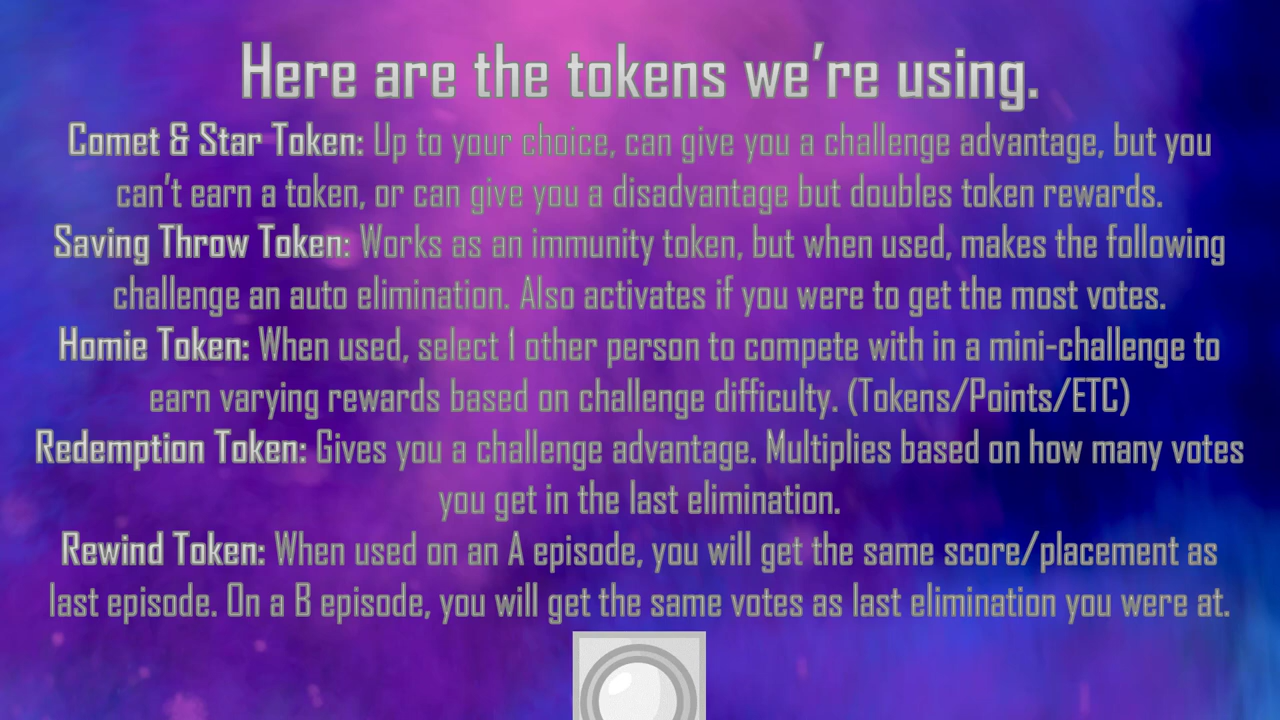 Here are the tokens we’re using.
Comet & Star Token: Up to your choice, can give you a challenge advantage, but you
can’t earn a token, or can give you a disadvantage but doubles token rewards.
Saving Throw Token: Works as an immunity token, but when used, makes the following
challenge an auto elimination. Also activates if you were to get the most votes.
Homie Token: When used, select 1 other person to compete with in a mini-challenge to
earn varying rewards based on challenge difficulty. (Tokens/Points/ETC)
Redemption Token: Gives you a challenge advantage. Multiplies based on how many votes
you get in the last elimination.
Rewind Token: When used on an A episode, you will get the same score/placement as
last episode. On a B episode, you will get the same votes as last elimination you were at.